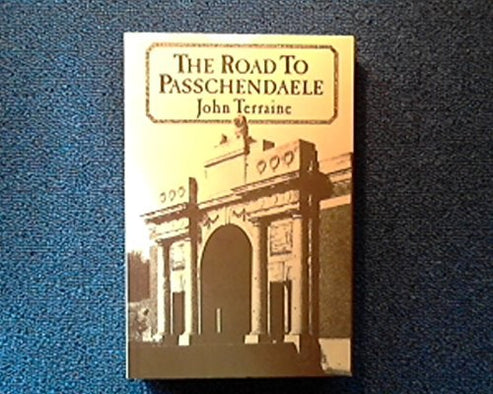 THE ROAD TO
PASSCHENDAELE
John Terraine